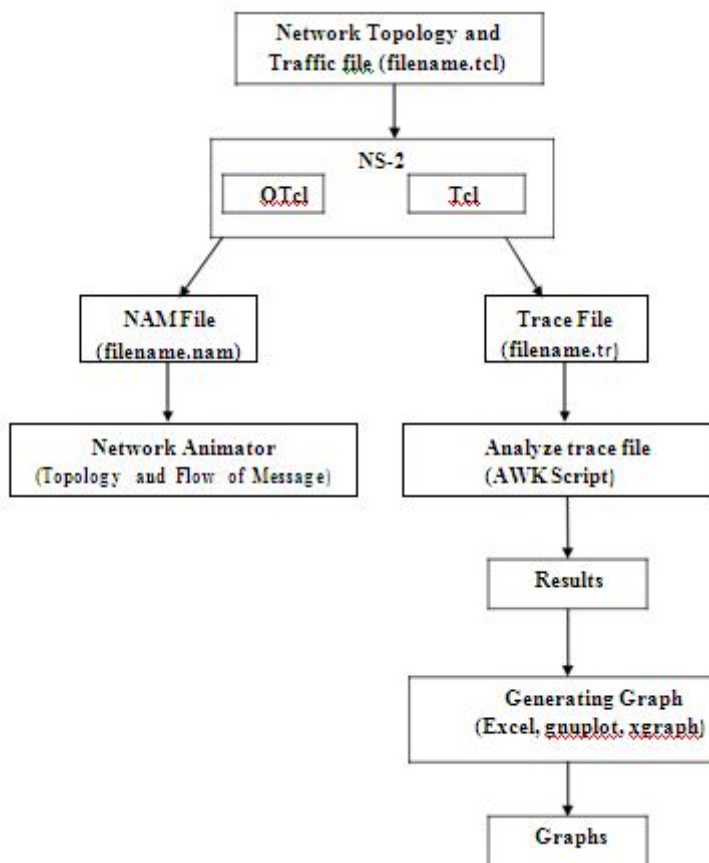 Network Topology and
Traffic file (filename.tcl)
NS-2
OTcl
Tcl
NAM File
(filename.nam)
Trace File
(filename.tr)
Network Animator
(Topology and Flow of Message)
Analyze trace file
(AWK Script)
Results
Generating Graph
(Excel, gnuplot, xgraph)
Graphs